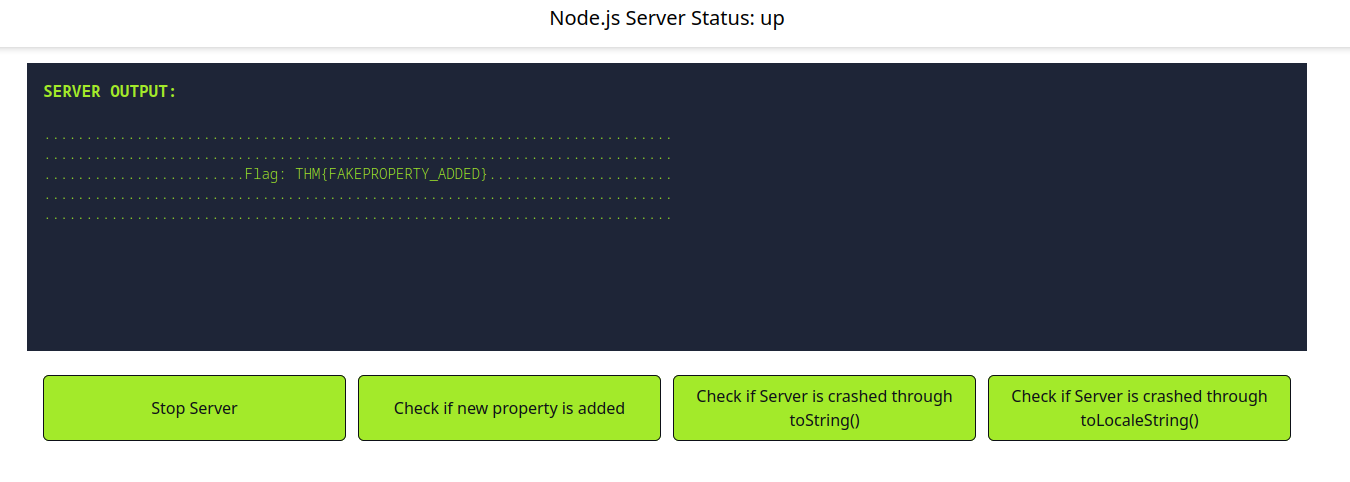 Node.js Server Status: up
SERVER OUTPUT:
...........................................................................
...........................................................................
........................Flag: THM{FAKEPROPERTY_ADDED}......................
...........................................................................
...........................................................................
Stop Server
Check if new property is added
Check if Server is crashed through
toString()
Check if Server is crashed through
toLocaleString()